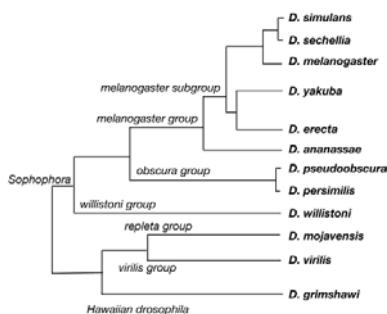 D. simulans
D. sechellia
D. melanogaster
melanogaster subgroup
D. yakuba
melanogaster group
D. erecta
D. ananassae
obscura group
D. pseudoobscura
Sophophora
D. persimilis
willistoni group
D. willistoni
repleta group
D. mojavensis
virilis group
D. virilis
D. grimshawi
Hawaiian drosophila